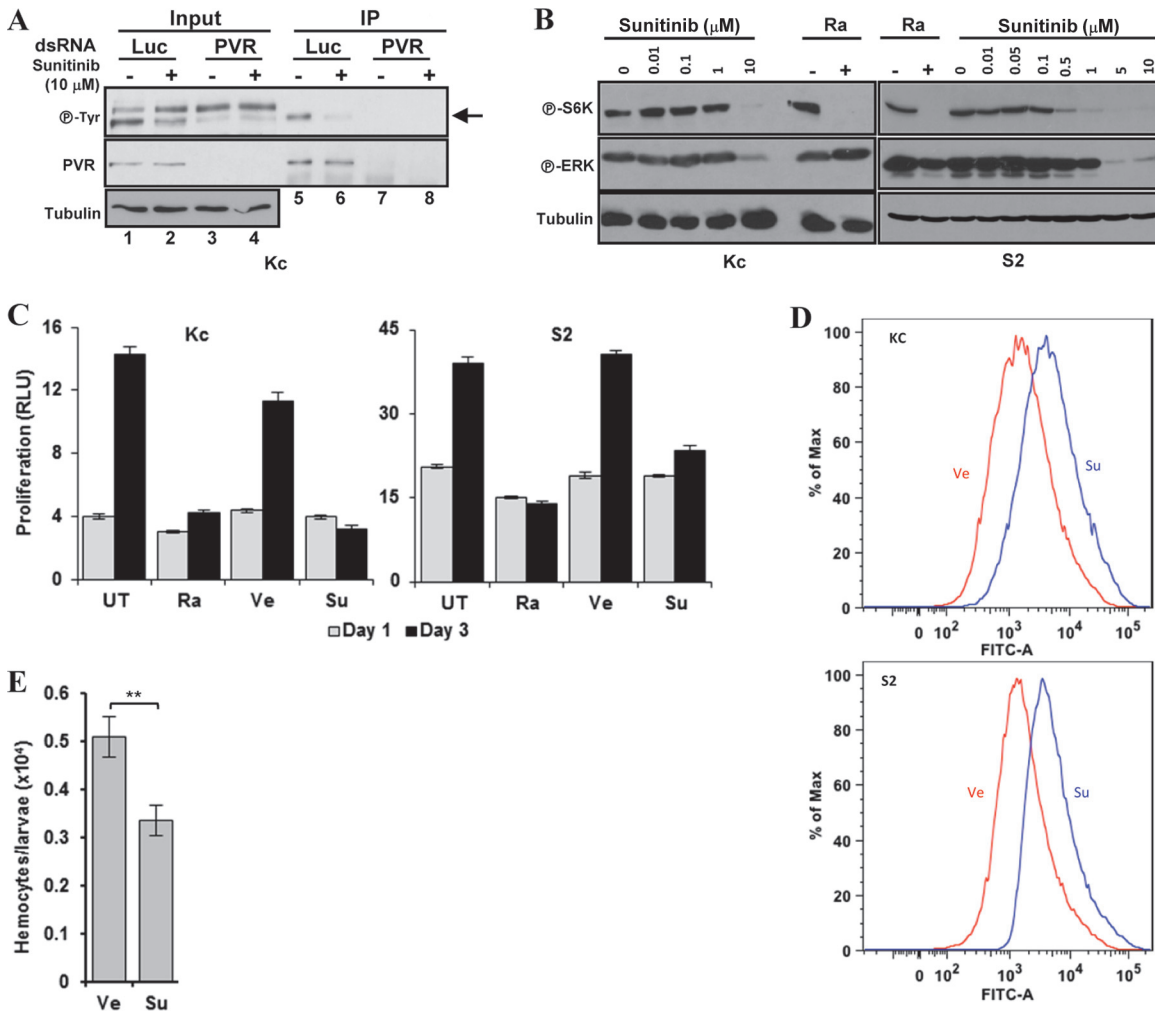 A
Input IP
dsRNA Luc PVR Luc PVR
Sunitinib - + - + - + - +
(10 μM)
Ⓟ-Tyr
PVR
5 6 7 8
Tubulin
1 2 3 4
Kc
B
Sunitinib (μM) Ra Ra Sunitinib (μM)
0 0.01 0.1 1 10 - + - + 0 0.01 0.05 0.1 0.5 1 5 10
Ⓟ-S6K
Ⓟ-ERK
Tubulin
Kc S2
C
Kc
Proliferation (RLU)
16
12
8
4
0
UT Ra Ve Su
S2
45
30
15
0
UT Ra Ve Su
Day 1 Day 3
D
KC
% of Max
100
80
60
40
20
0
Ve Su
0 10² 10³ 10⁴ 10⁵
FITC-A
S2
% of Max
100
80
60
40
20
0
Ve Su
0 10² 10³ 10⁴ 10⁵
FITC-A
E
Hemocytes/larvae (x10⁴)
0.6
0.5
0.4
0.3
0.2
0.1
0
**
Ve Su